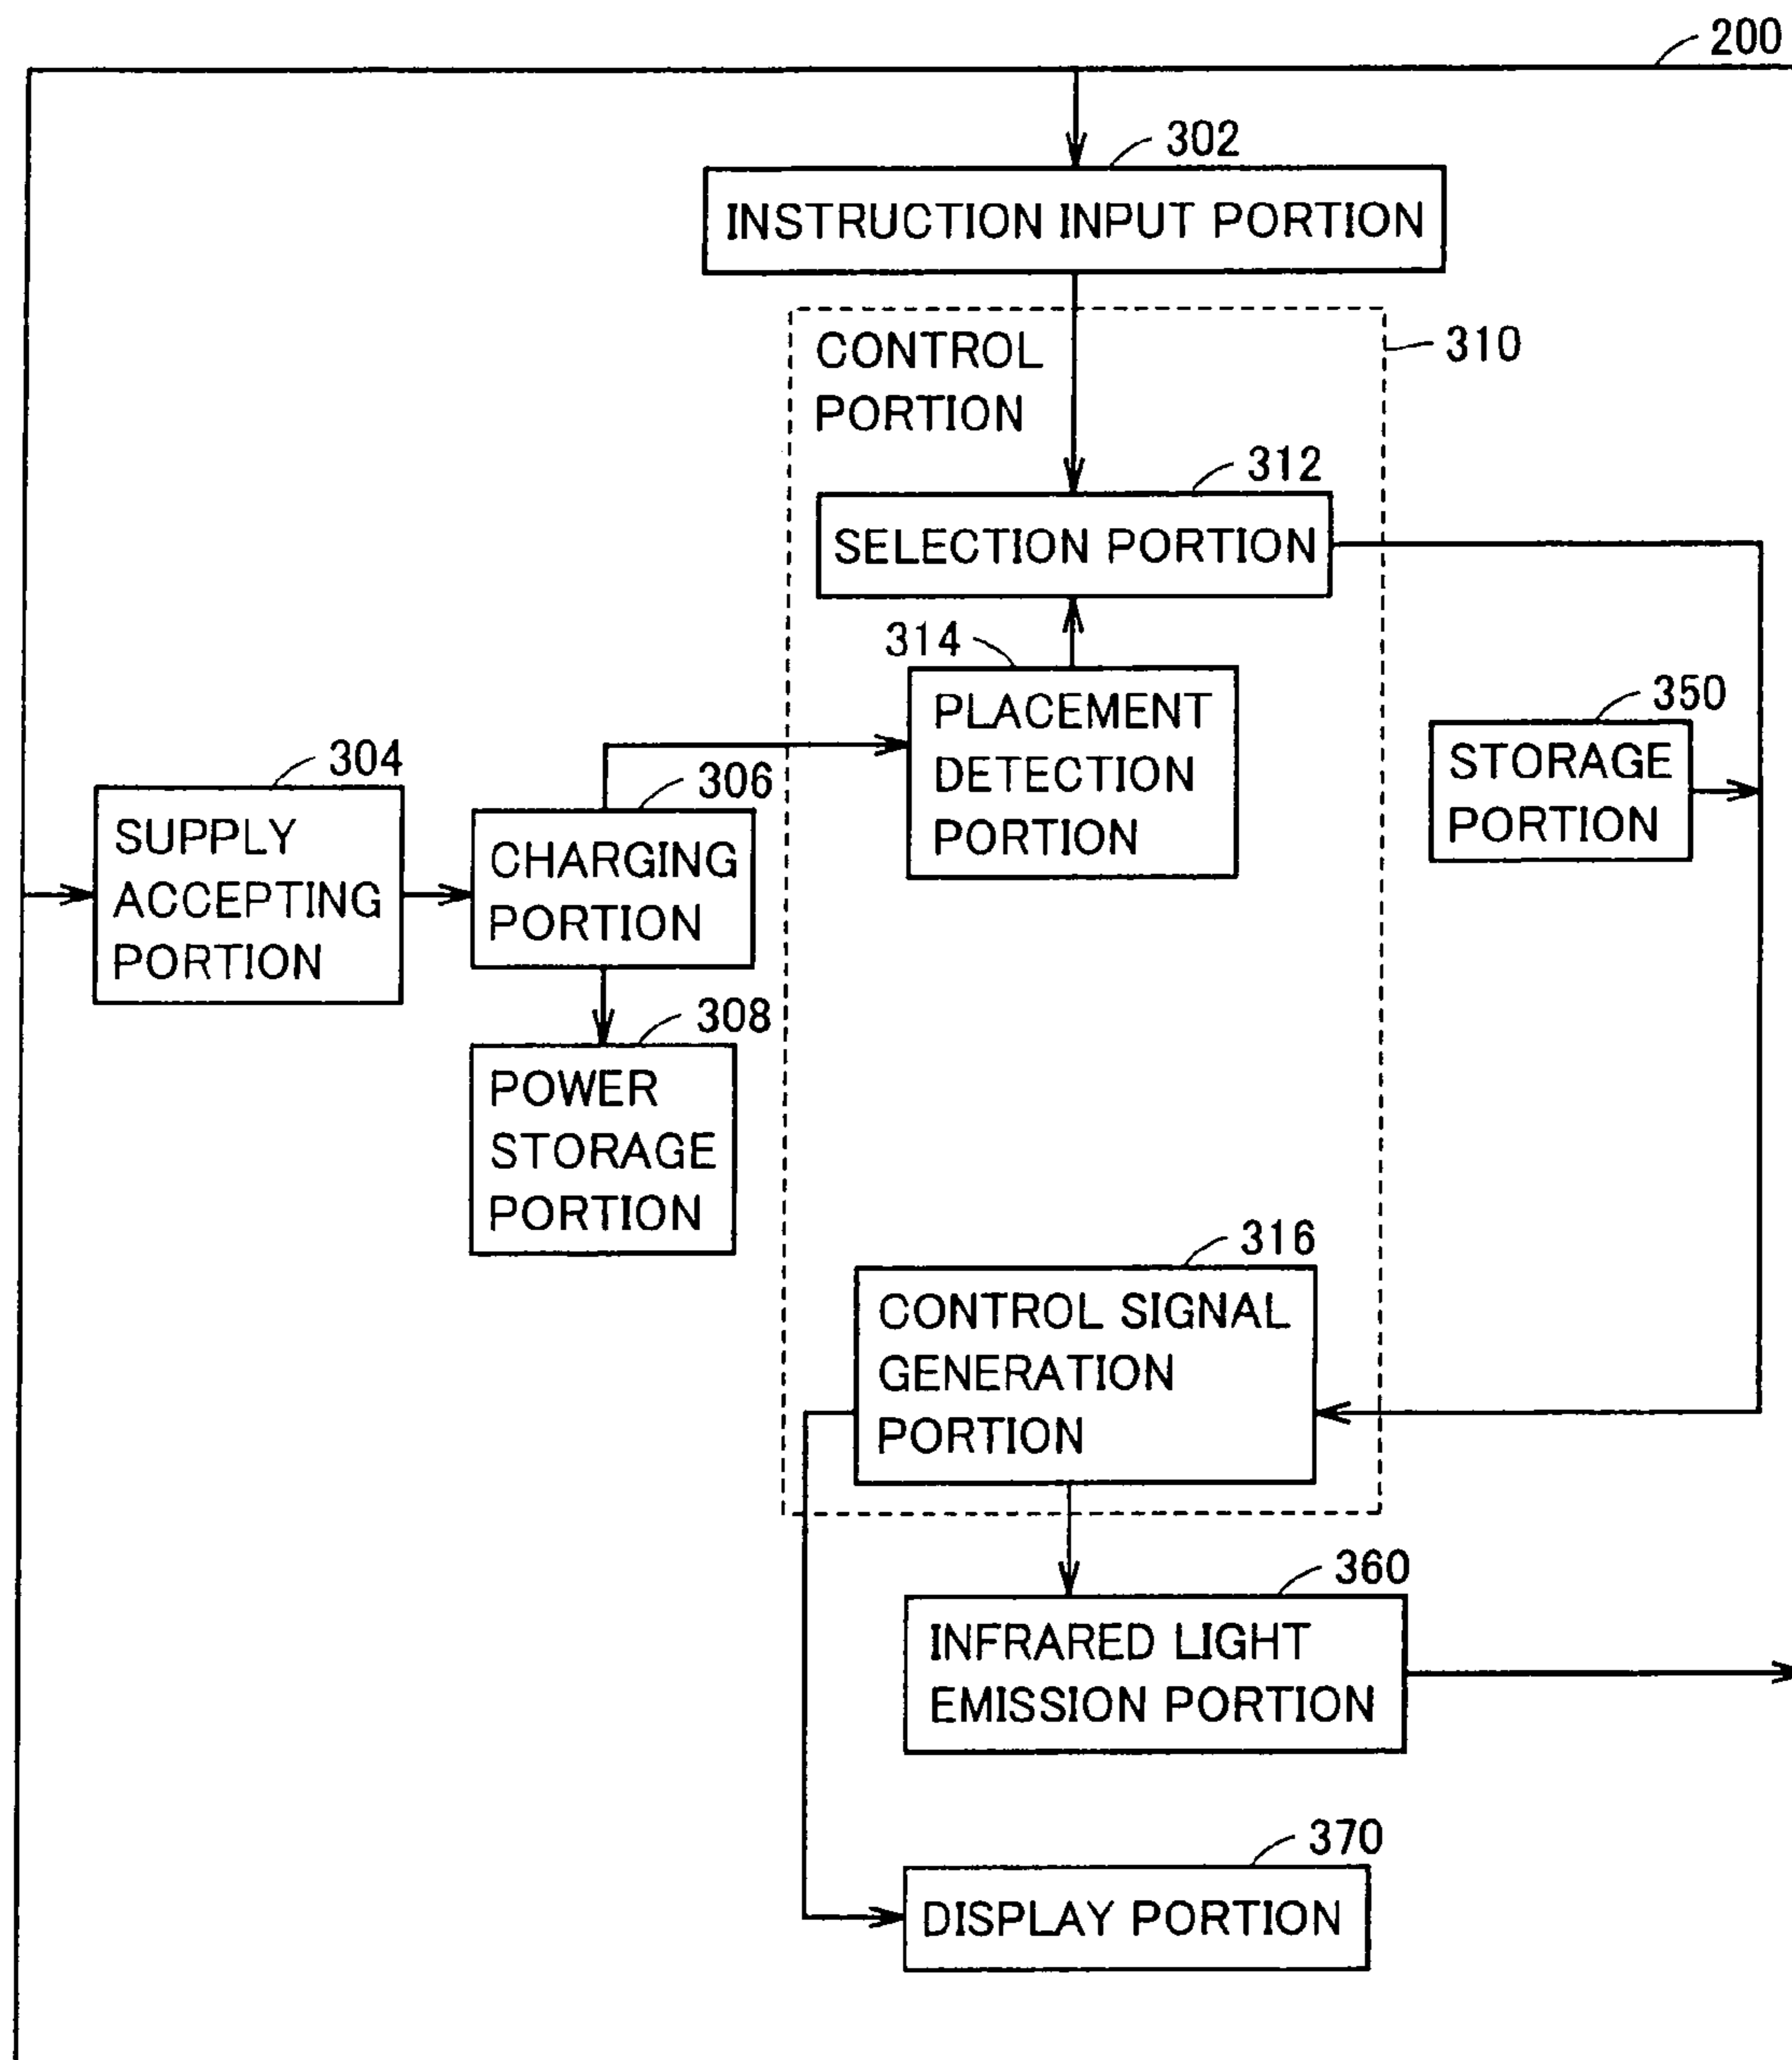 200
302
INSTRUCTION INPUT PORTION
CONTROL
PORTION
310
312
SELECTION PORTION
314
PLACEMENT
DETECTION
PORTION
350
STORAGE
PORTION
304
SUPPLY
ACCEPTING
PORTION
306
CHARGING
PORTION
308
POWER
STORAGE
PORTION
316
CONTROL SIGNAL
GENERATION
PORTION
360
INFRARED LIGHT
EMISSION PORTION
370
DISPLAY PORTION